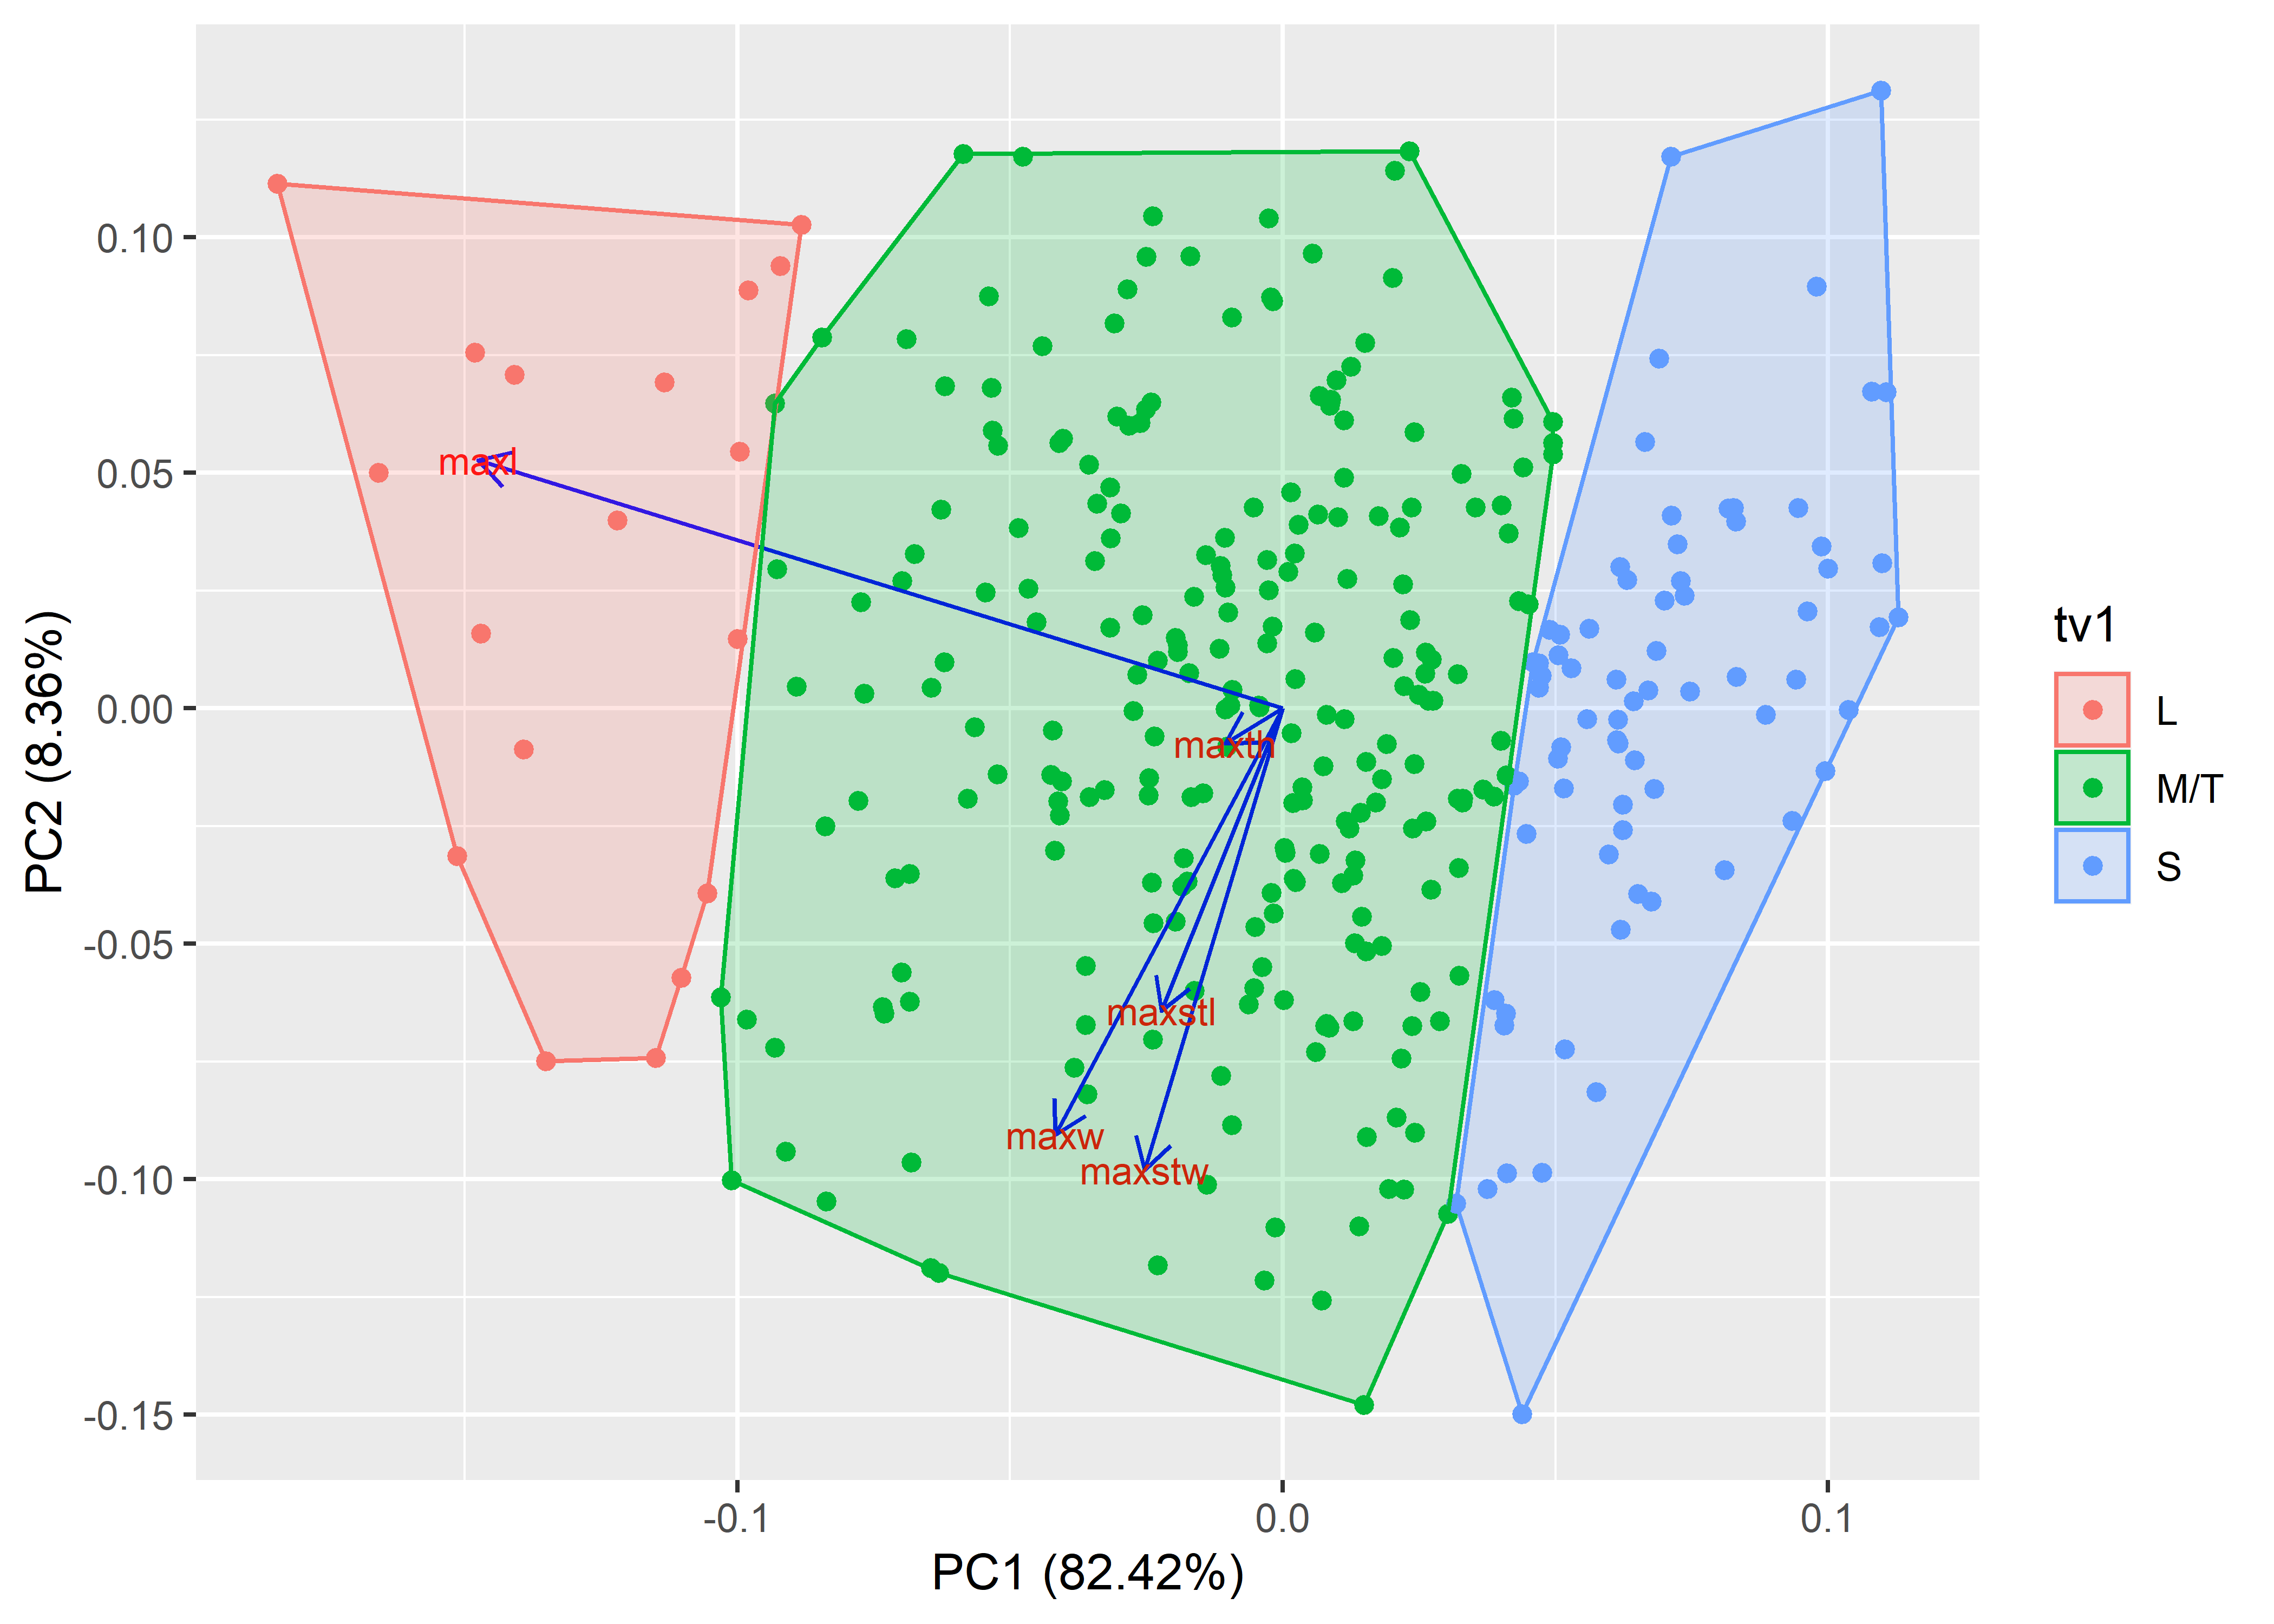 0.10
0.05
0.00
-0.05
-0.10
-0.15
PC2 (8.36%)
maxl
maxth
maxstl
maxw
maxstw
-0.1
0.0
0.1
PC1 (82.42%)
tv1
L
M/T
S